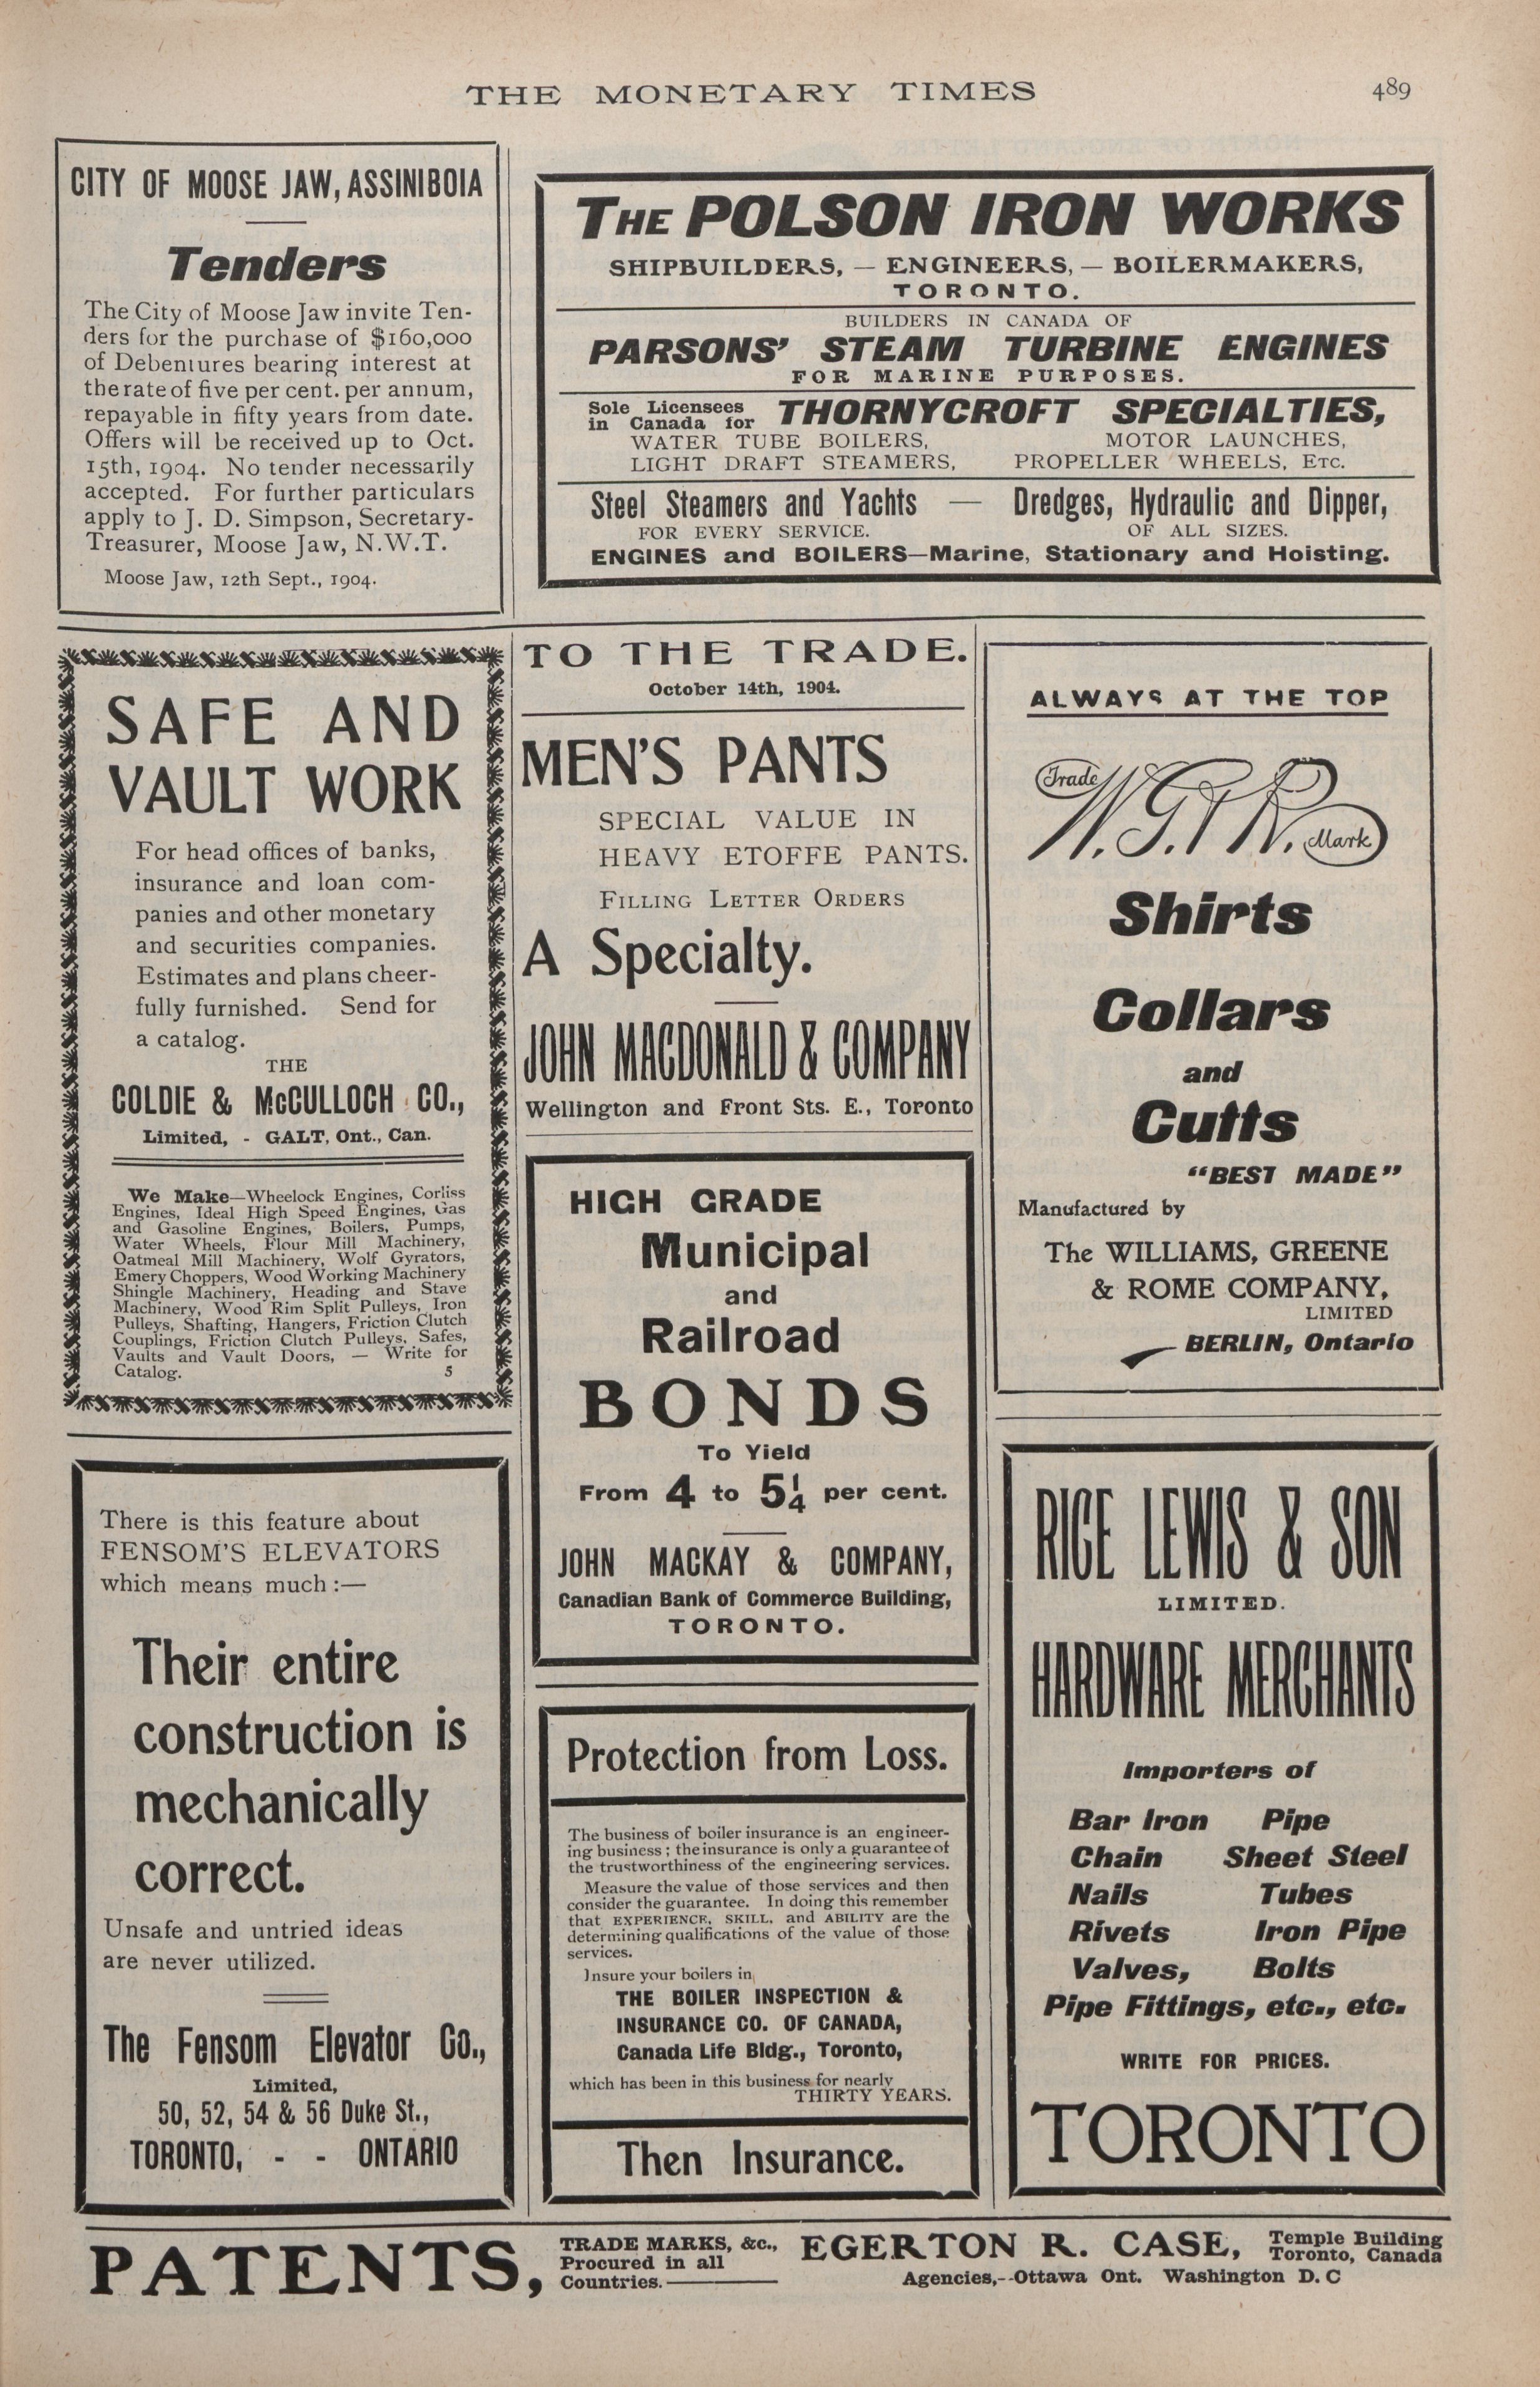 THE MONETARY TIMES
489
CITY OF MOOSE JAW, ASSINIBOIA
Tenders
The City of Moose Jaw invite Ten-
ders for the purchase of $160,000
of Debentures bearing interest at
the rate of five per cent. per annum,
repayable in fifty years from date.
Offers will be received up to Oct.
15th, 1904. No tender necessarily
accepted. For further particulars
apply to J. D. Simpson, Secretary-
Treasurer, Moose Jaw, N.W.T.
Moose Jaw, 12th Sept., 1904.
THE POLSON IRON WORKS
SHIPBUILDERS, — ENGINEERS, — BOILERMAKERS,
TORONTO.
BUILDERS IN CANADA OF
PARSONS' STEAM TURBINE ENGINES
FOR MARINE PURPOSES.
Sole Licensees
in Canada for
THORNYCROFT SPECIALTIES,
WATER TUBE BOILERS, MOTOR LAUNCHES,
LIGHT DRAFT STEAMERS, PROPELLER WHEELS, ETC.
Steel Steamers and Yachts — Dredges, Hydraulic and Dipper,
FOR EVERY SERVICE. OF ALL SIZES.
ENGINES and BOILERS—Marine, Stationary and Hoisting.
SAFE AND
VAULT WORK
For head offices of banks,
insurance and loan com-
panies and other monetary
and securities companies.
Estimates and plans cheer-
fully furnished. Send for
a catalog.
THE
GOLDIE & McCULLOCH CO.,
Limited, - GALT, Ont., Can.
We Make—Wheelock Engines, Corliss
Engines, Ideal High Speed Engines, Gas
and Gasoline Engines, Boilers, Pumps,
Water Wheels, Flour Mill Machinery,
Oatmeal Mill Machinery, Wolf Gyrators,
Emery Choppers, Wood Working Machinery
Shingle Machinery, Heading and Stave
Machinery, Wood Rim Split Pulleys, Iron
Pulleys, Shafting, Hangers, Friction Clutch
Couplings, Friction Clutch Pulleys, Safes,
Vaults and Vault Doors, — Write for
Catalog. 5
There is this feature about
FENSOM'S ELEVATORS
which means much :—
Their entire
construction is
mechanically
correct.
Unsafe and untried ideas
are never utilized.
The Fensom Elevator Co.,
Limited,
50, 52, 54 & 56 Duke St.,
TORONTO, - - ONTARIO
TO THE TRADE.
October 14th, 1904.
MEN'S PANTS
SPECIAL VALUE IN
HEAVY ETOFFE PANTS.
FILLING LETTER ORDERS
A Specialty.
JOHN MACDONALD & COMPANY
Wellington and Front Sts. E., Toronto
HIGH GRADE
Municipal
and
Railroad
BONDS
To Yield
From 4 to 5¼ per cent.
JOHN MACKAY & COMPANY,
Canadian Bank of Commerce Building,
TORONTO.
Protection from Loss.
The business of boiler insurance is an engineer-
ing business ; the insurance is only a guarantee of
the trustworthiness of the engineering services.
Measure the value of those services and then
consider the guarantee. In doing this remember
that EXPERIENCE, SKILL, and ABILITY are the
determining qualifications of the value of those
services.
Insure your boilers in
THE BOILER INSPECTION &
INSURANCE CO. OF CANADA,
Canada Life Bldg., Toronto,
which has been in this business for nearly
THIRTY YEARS.
Then Insurance.
ALWAYS AT THE TOP
Trade
W.G.&R.
Mark
Shirts
Collars
and
Cuffs
"BEST MADE"
Manufactured by
The WILLIAMS, GREENE
& ROME COMPANY,
LIMITED
BERLIN, Ontario
RICE LEWIS & SON
LIMITED.
HARDWARE MERCHANTS
Importers of
Bar Iron Pipe
Chain Sheet Steel
Nails Tubes
Rivets Iron Pipe
Valves, Bolts
Pipe Fittings, etc., etc.
WRITE FOR PRICES.
TORONTO
PATENTS,
TRADE MARKS, &c.,
Procured in all
Countries.
EGERTON R. CASE,
Temple Building
Toronto, Canada
Agencies,--Ottawa Ont. Washington D. C